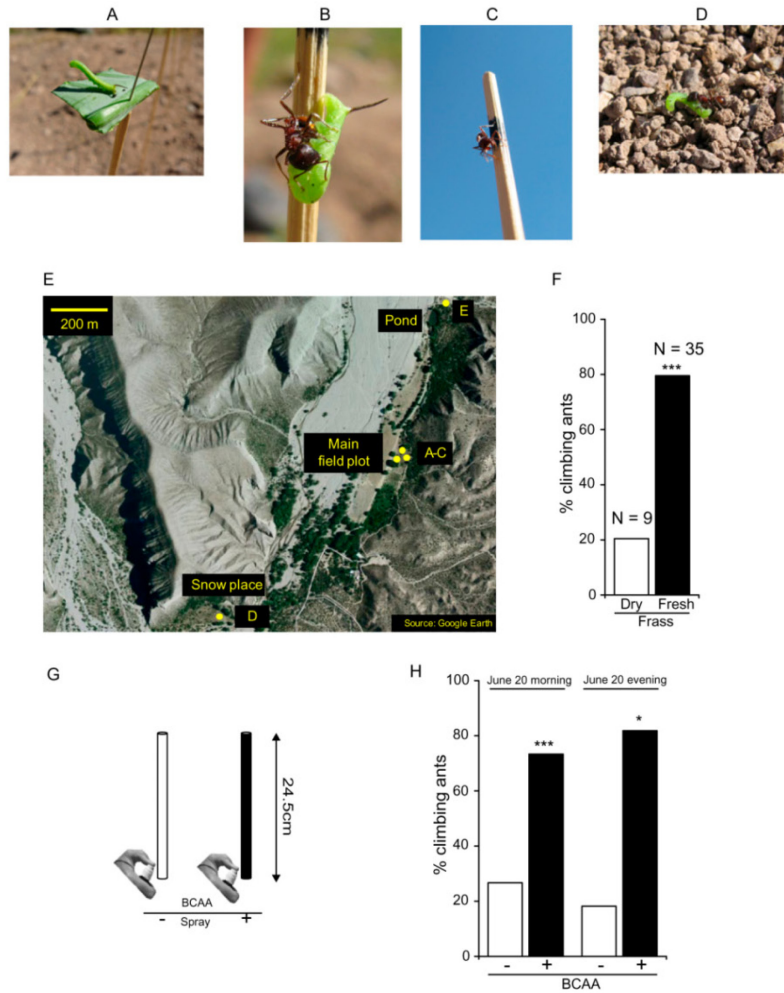 A
B
C
D
E
200 m
Pond
E
Main
field plot
A-C
Snow place
D
Source: Google Earth
F
% climbing ants
100
80
60
40
20
0
N = 35
***
N = 9
Dry Fresh
Frass
G
24.5cm
BCAA
- Spray +
H
June 20 morning June 20 evening
% climbing ants
100
80
60
40
20
0
***
*
- + - +
BCAA